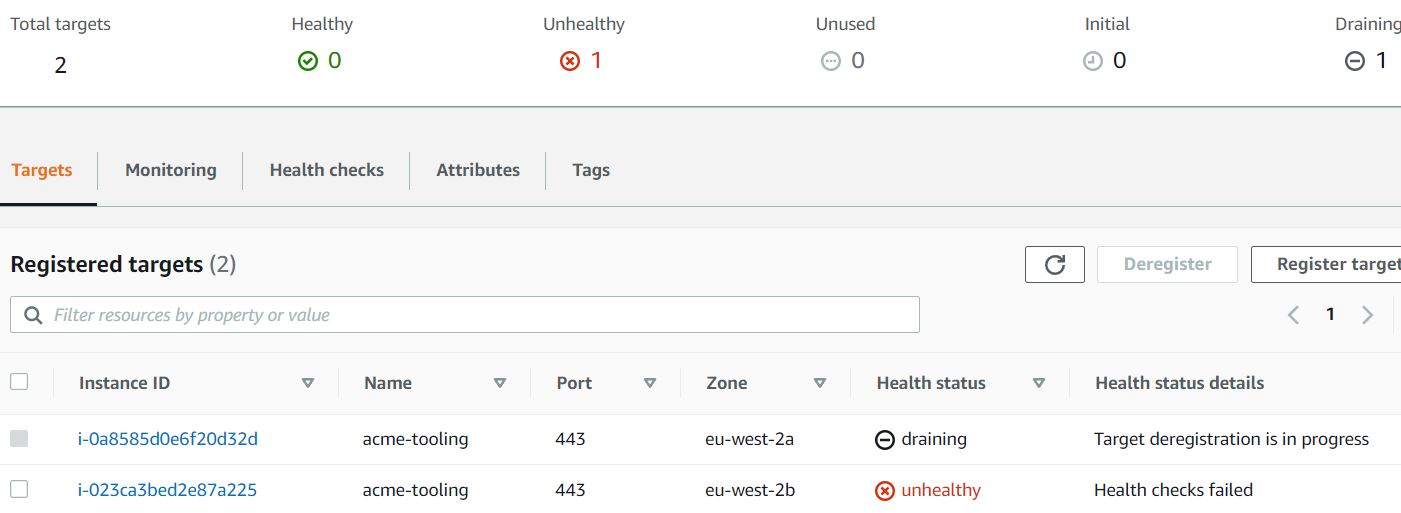 Total targets Healthy Unhealthy Unused Initial Draining
2 0 1 0 0 1
Targets Monitoring Health checks Attributes Tags
Registered targets (2) Deregister Register target
Filter resources by property or value 1
Instance ID Name Port Zone Health status Health status details
i-0a8585d0e6f20d32d acme-tooling 443 eu-west-2a draining Target deregistration is in progress
i-023ca3bed2e87a225 acme-tooling 443 eu-west-2b unhealthy Health checks failed